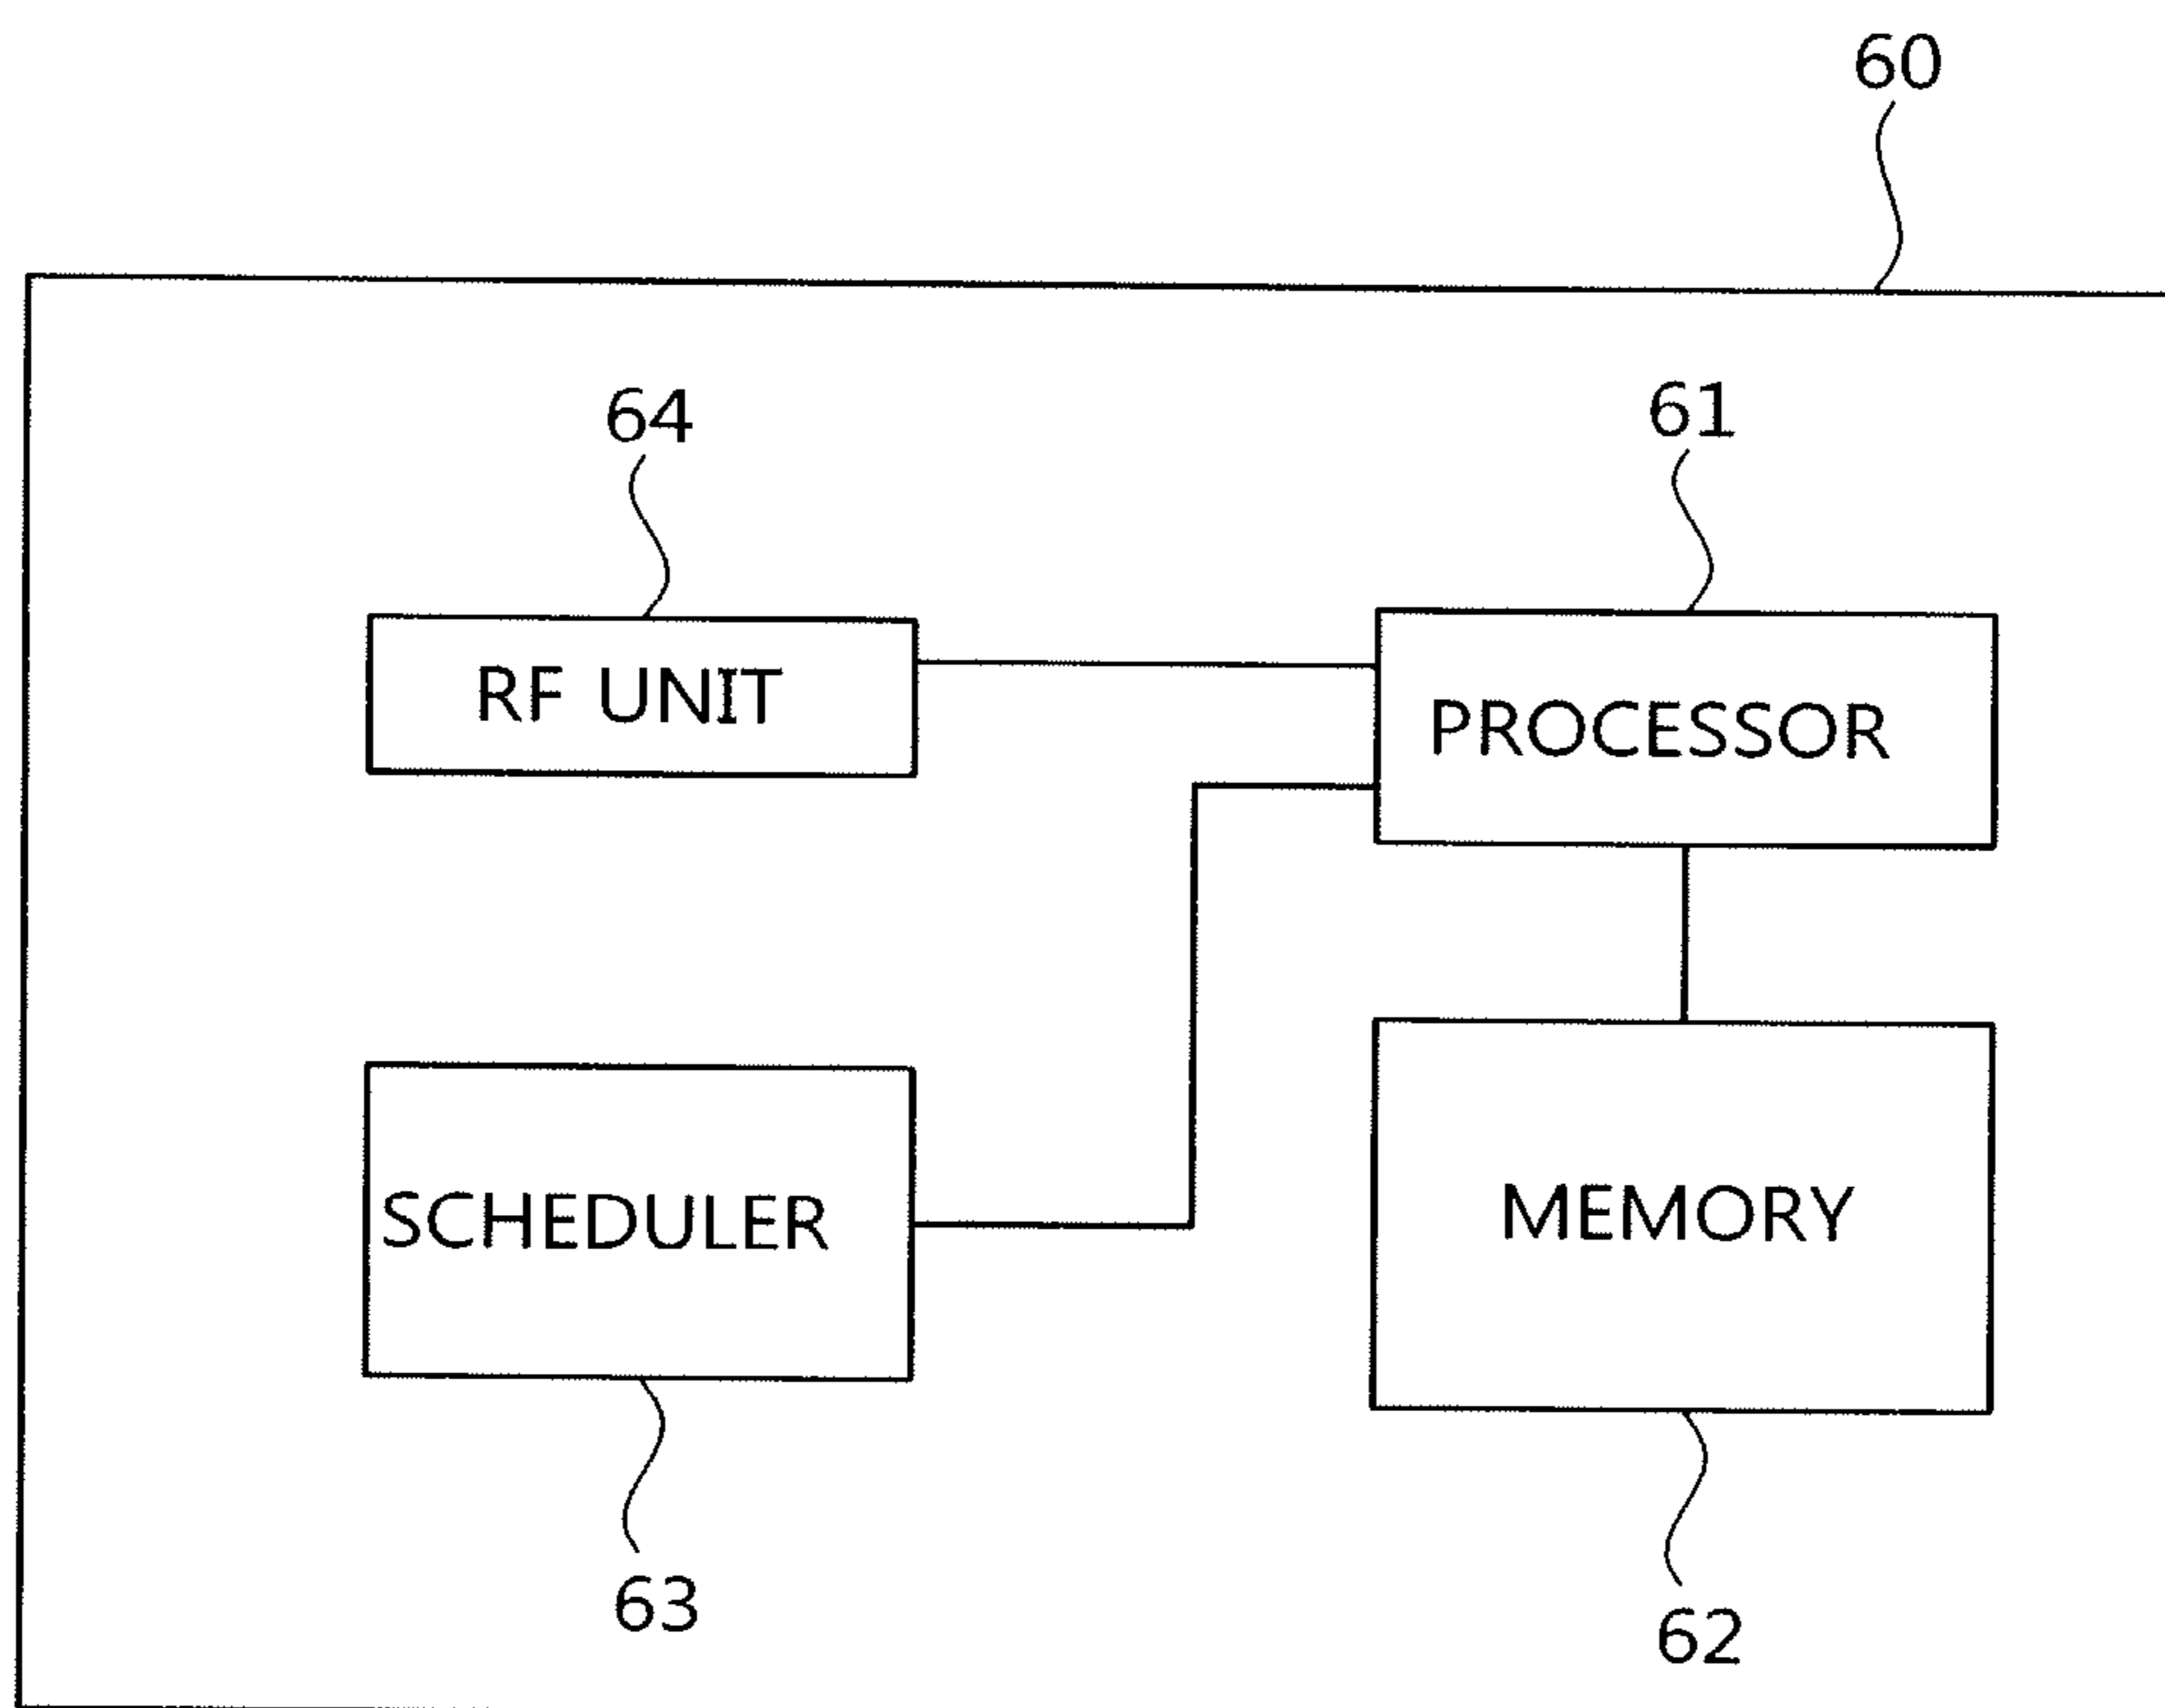 60
64
61
RF UNIT
PROCESSOR
SCHEDULER
MEMORY
63
62